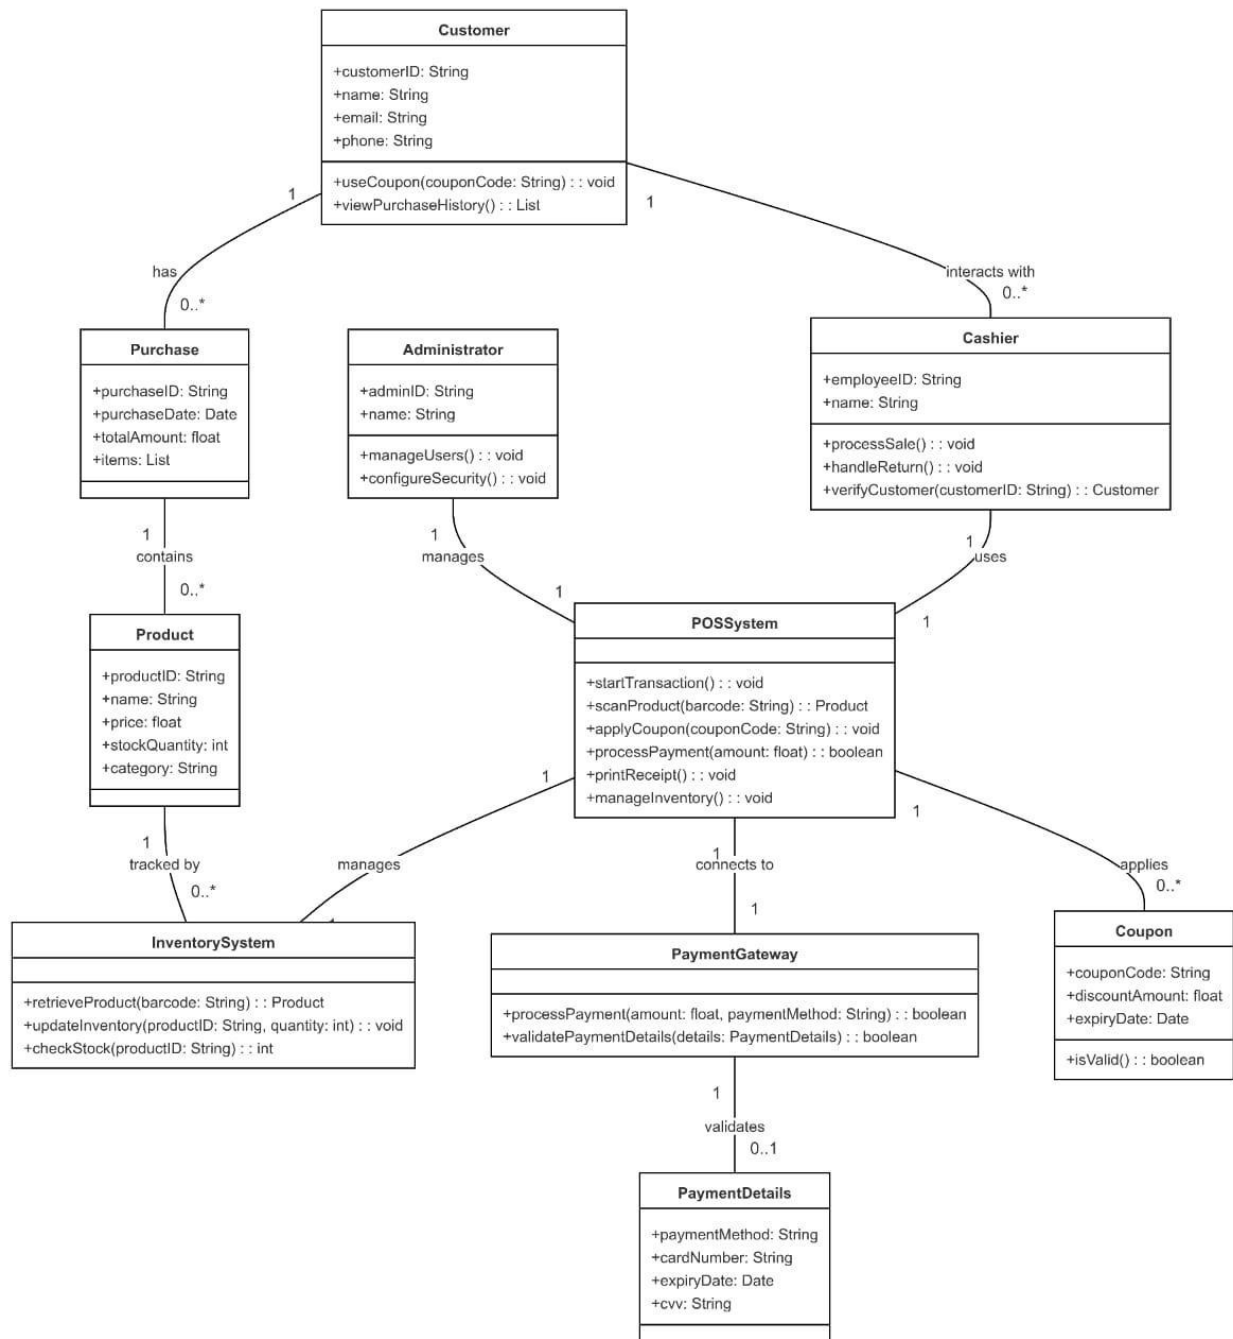 Customer
+customerID: String
+name: String
+email: String
+phone: String
+useCoupon(couponCode: String) : : void
+viewPurchaseHistory() : : List
1
1
has
interacts with
0..*
0..*
Purchase
+purchaseID: String
+purchaseDate: Date
+totalAmount: float
+items: List
Administrator
+adminID: String
+name: String
+manageUsers() : : void
+configureSecurity() : : void
Cashier
+employeeID: String
+name: String
+processSale() : : void
+handleReturn() : : void
+verifyCustomer(customerID: String) : : Customer
1
contains
0..*
1
manages
1
1
uses
1
Product
+productID: String
+name: String
+price: float
+stockQuantity: int
+category: String
POSSystem
+startTransaction() : : void
+scanProduct(barcode: String) : : Product
+applyCoupon(couponCode: String) : : void
+processPayment(amount: float) : : boolean
+printReceipt() : : void
+manageInventory() : : void
1
tracked by
0..*
1
manages
1
1
connects to
1
1
applies
0..*
InventorySystem
+retrieveProduct(barcode: String) : : Product
+updateInventory(productID: String, quantity: int) : : void
+checkStock(productID: String) : : int
PaymentGateway
+processPayment(amount: float, paymentMethod: String) : : boolean
+validatePaymentDetails(details: PaymentDetails) : : boolean
Coupon
+couponCode: String
+discountAmount: float
+expiryDate: Date
+isValid() : : boolean
1
validates
0..1
PaymentDetails
+paymentMethod: String
+cardNumber: String
+expiryDate: Date
+cvv: String